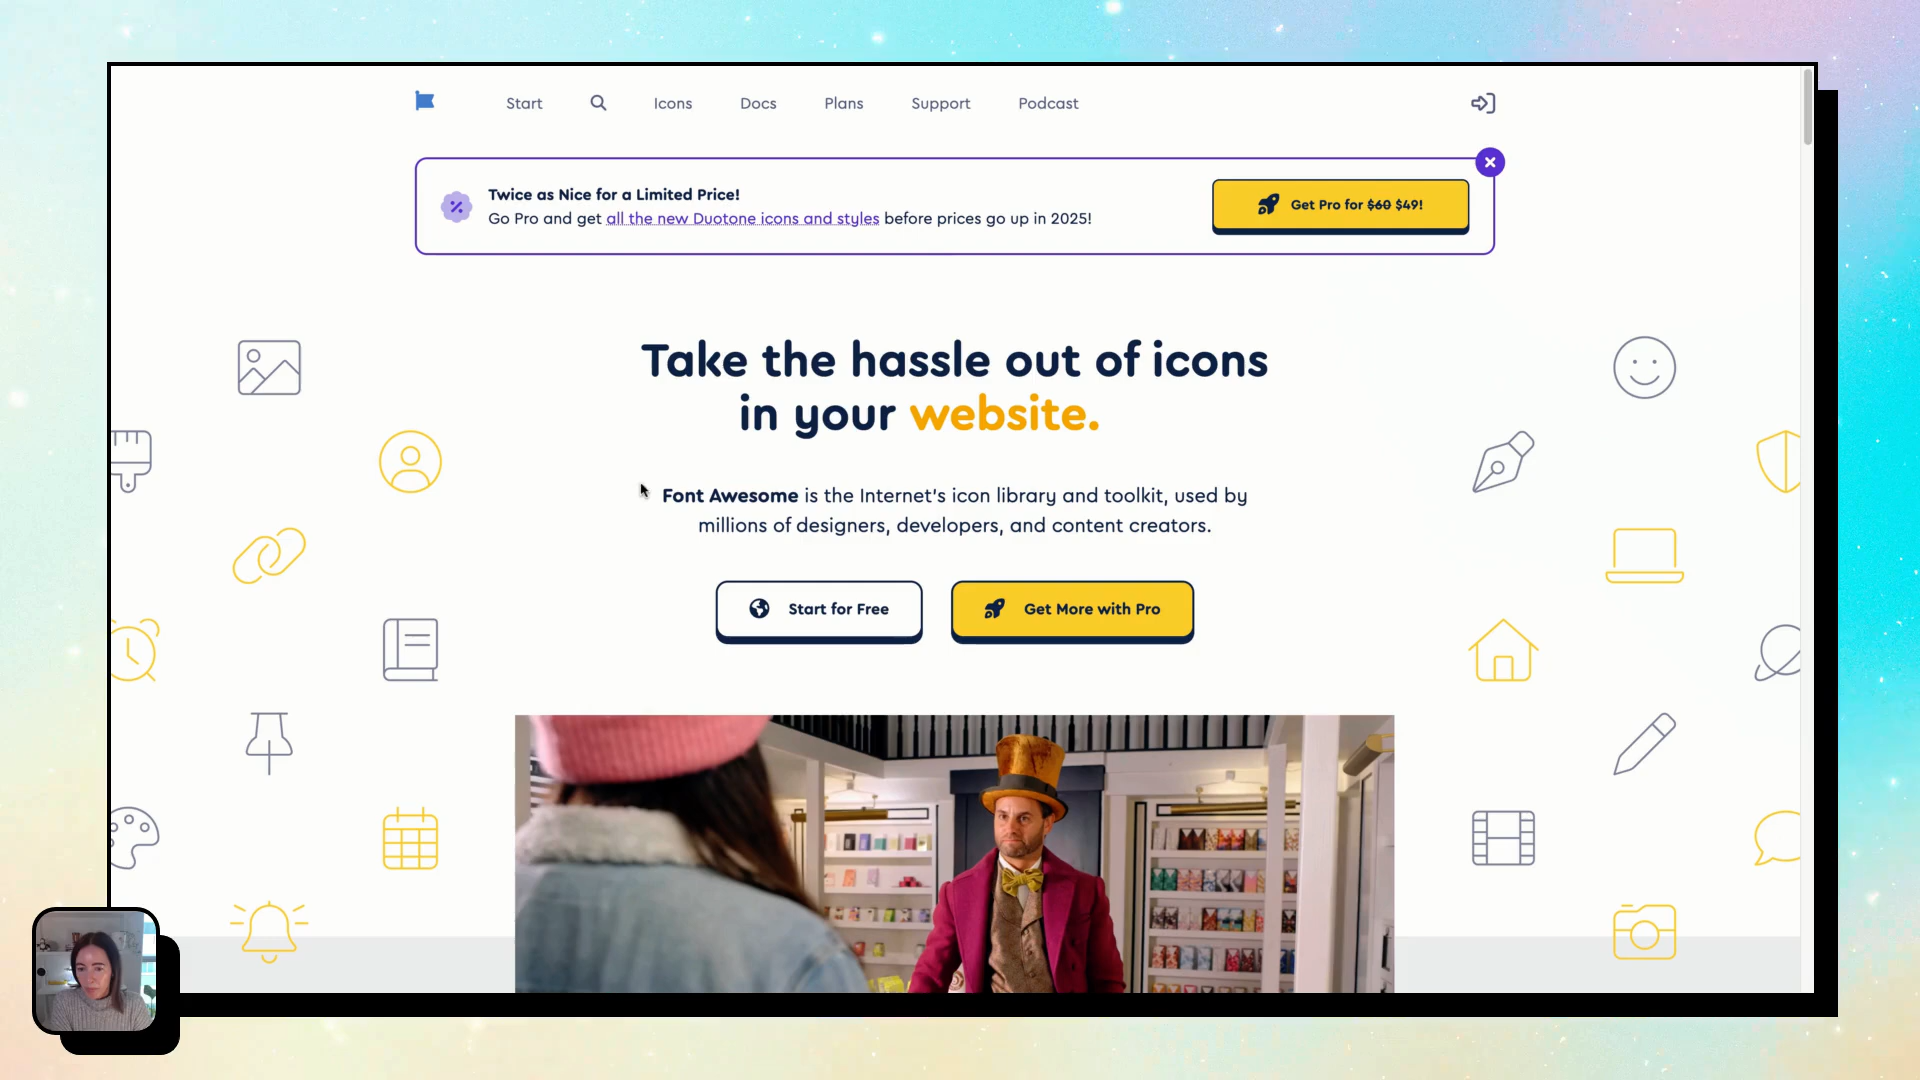 Start
Icons
Docs
Plans
Support
Podcast
Twice as Nice for a Limited Price!
Go Pro and get all the new Duotone icons and styles before prices go up in 2025!
Get Pro for $60 $49!
Take the hassle out of icons
in your website.
Font Awesome is the Internet's icon library and toolkit, used by
millions of designers, developers, and content creators.
Start for Free
Get More with Pro